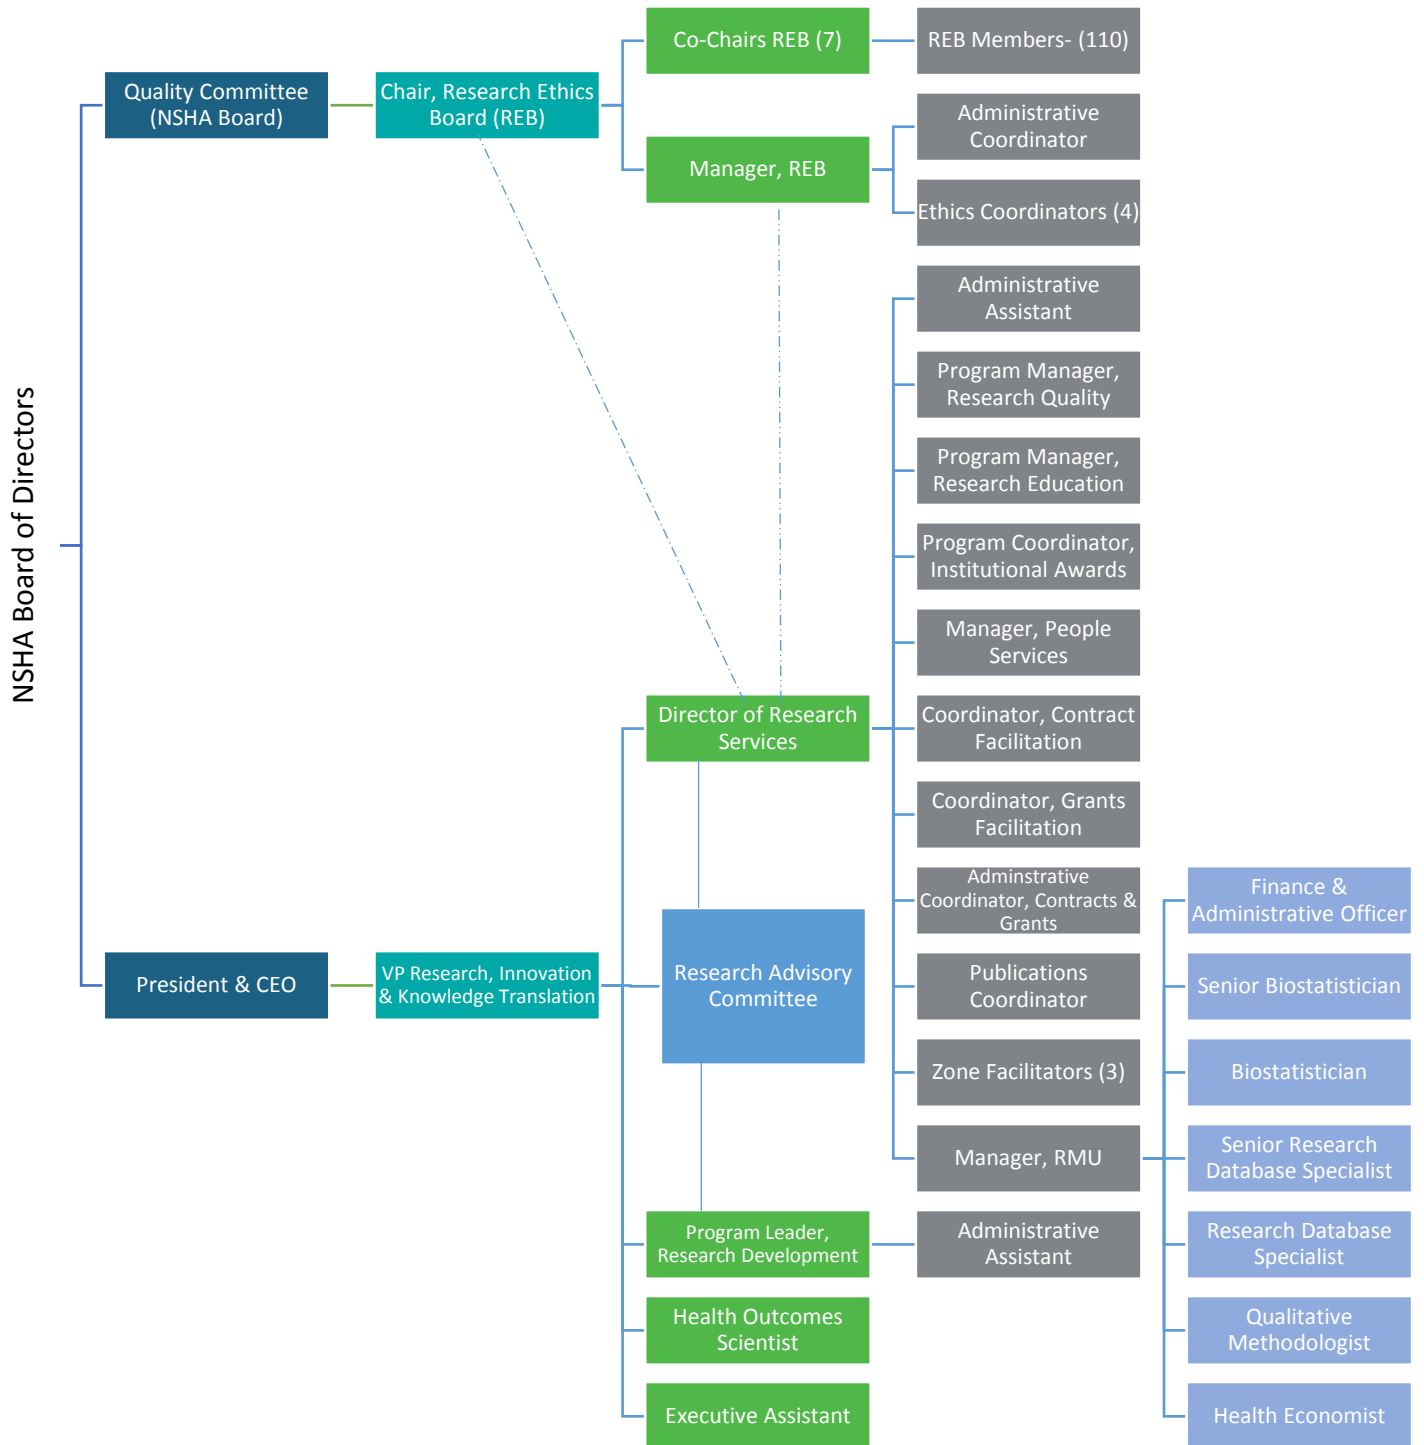 NSHA Board of Directors
Quality Committee
(NSHA Board)
Chair, Research Ethics
Board (REB)
Co-Chairs REB (7)
REB Members- (110)
Manager, REB
Administrative
Coordinator
Ethics Coordinators (4)
President & CEO
VP Research, Innovation
& Knowledge Translation
Director of Research
Services
Administrative
Assistant
Program Manager,
Research Quality
Program Manager,
Research Education
Program Coordinator,
Institutional Awards
Manager, People
Services
Coordinator, Contract
Facilitation
Coordinator, Grants
Facilitation
Adminstrative
Coordinator, Contracts &
Grants
Publications
Coordinator
Zone Facilitators (3)
Manager, RMU
Finance &
Administrative Officer
Senior Biostatistician
Biostatistician
Senior Research
Database Specialist
Research Database
Specialist
Qualitative
Methodologist
Health Economist
Research Advisory
Committee
Program Leader,
Research Development
Administrative
Assistant
Health Outcomes
Scientist
Executive Assistant